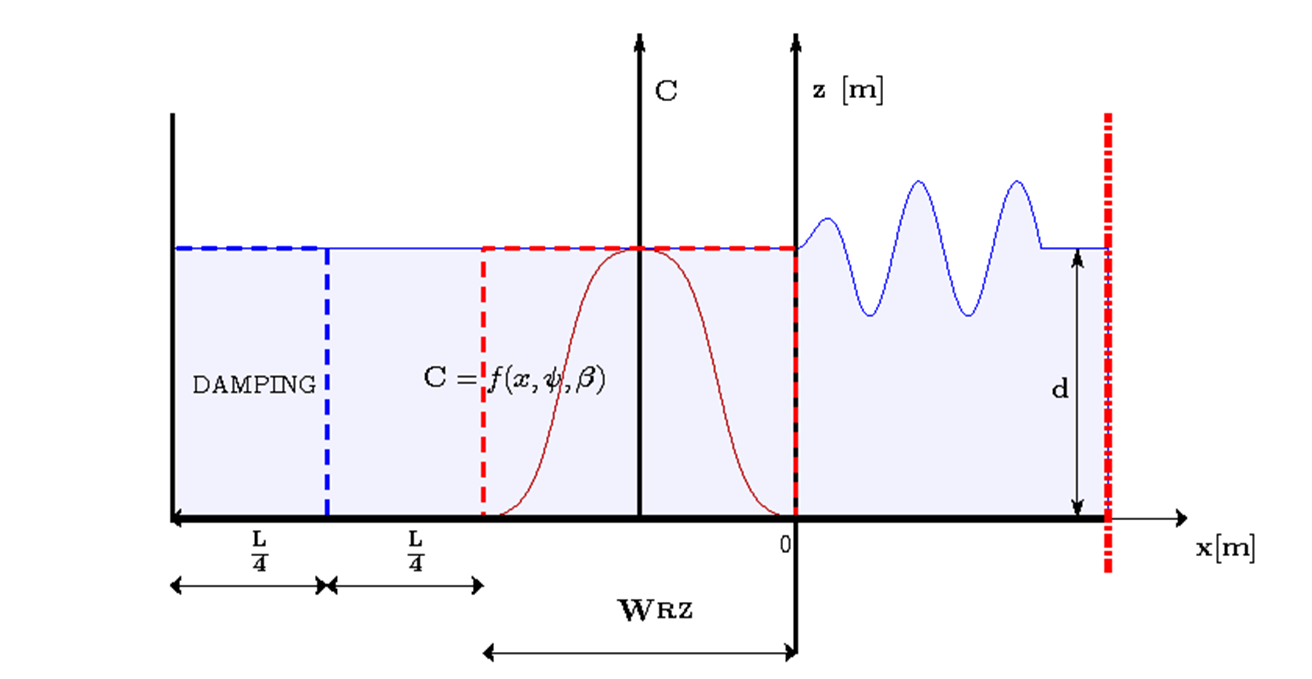 C
z [m]
DAMPING
C = f(x, ψ, β)
d
0
x[m]
L/4
L/4
WRZ